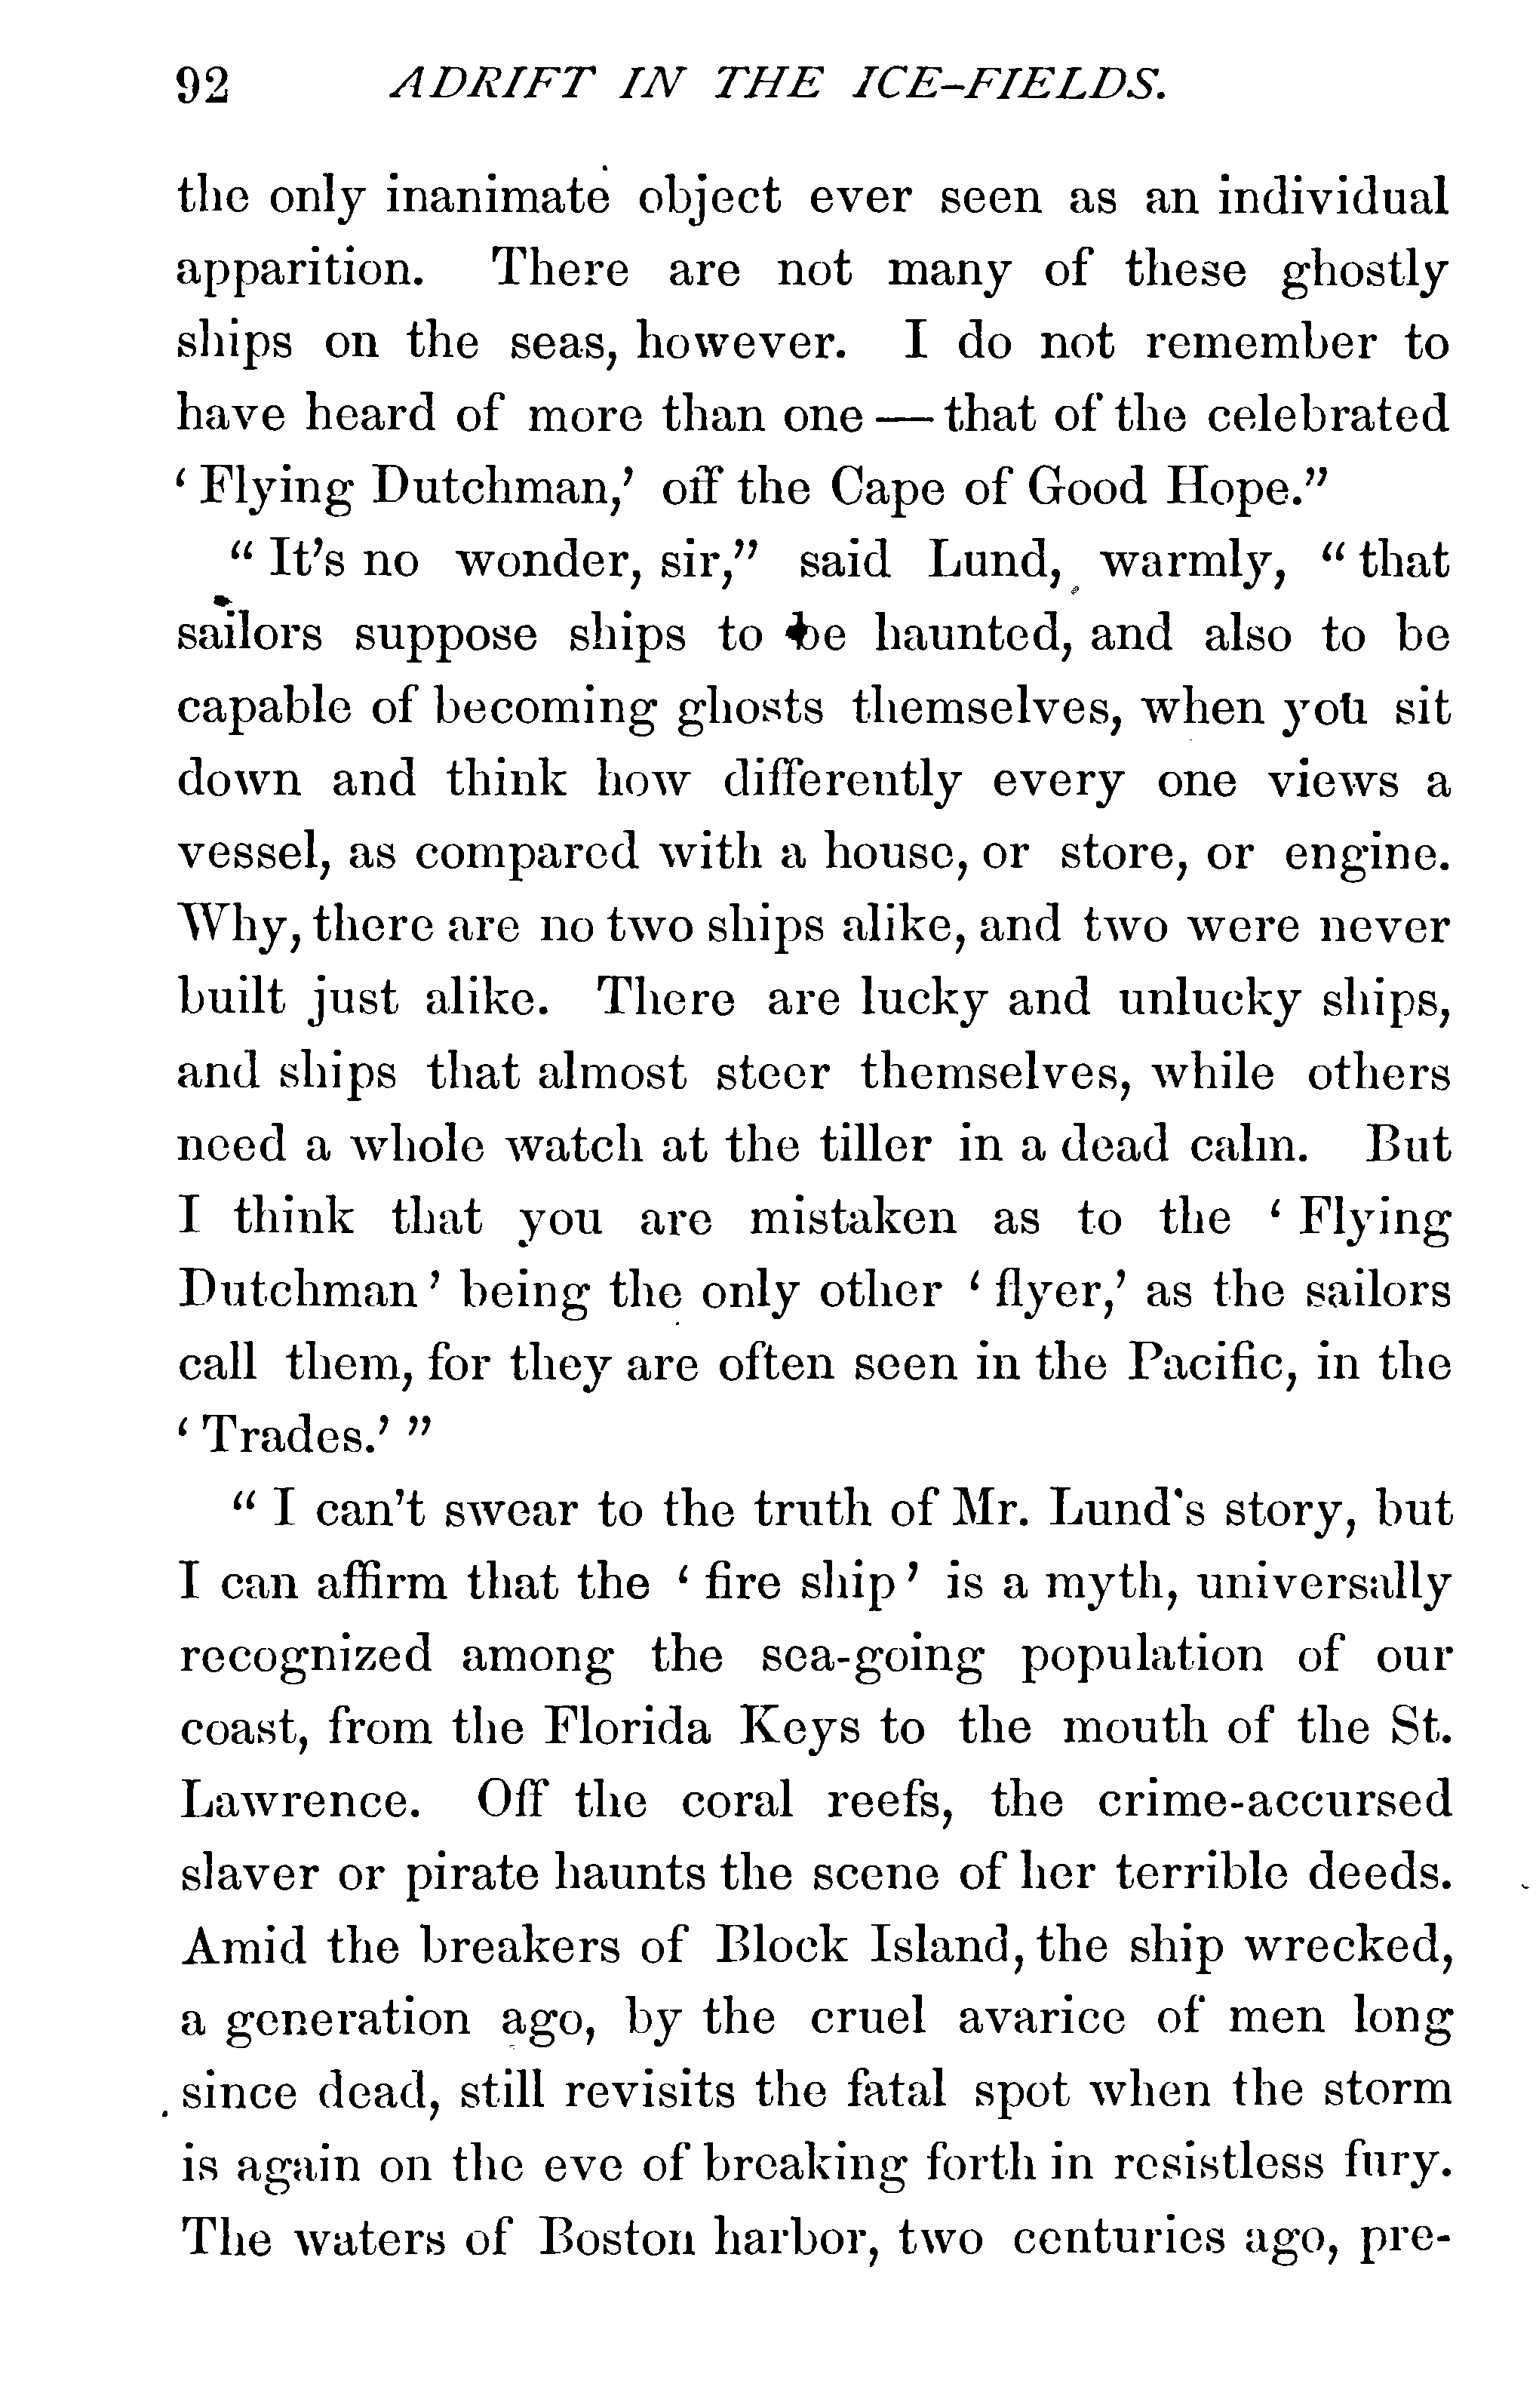 92 ADRIFT IN THE ICE-FIELDS.
the only inanimate object ever seen as an individual
apparition. There are not many of these ghostly
ships on the seas, however. I do not remember to
have heard of more than one — that of the celebrated
‘Flying Dutchman,’ off the Cape of Good Hope.”
“It’s no wonder, sir,” said Lund, warmly, “that
sailors suppose ships to be haunted, and also to be
capable of becoming ghosts themselves, when you sit
down and think how differently every one views a
vessel, as compared with a house, or store, or engine.
Why, there are no two ships alike, and two were never
built just alike. There are lucky and unlucky ships,
and ships that almost steer themselves, while others
need a whole watch at the tiller in a dead calm. But
I think that you are mistaken as to the ‘Flying
Dutchman’ being the only other ‘flyer,’ as the sailors
call them, for they are often seen in the Pacific, in the
‘Trades.’”
“I can’t swear to the truth of Mr. Lund's story, but
I can affirm that the ‘fire ship’ is a myth, universally
recognized among the sea-going population of our
coast, from the Florida Keys to the mouth of the St.
Lawrence. Off the coral reefs, the crime-accursed
slaver or pirate haunts the scene of her terrible deeds.
Amid the breakers of Block Island, the ship wrecked,
a generation ago, by the cruel avarice of men long
since dead, still revisits the fatal spot when the storm
is again on the eve of breaking forth in resistless fury.
The waters of Boston harbor, two centuries ago, pre-